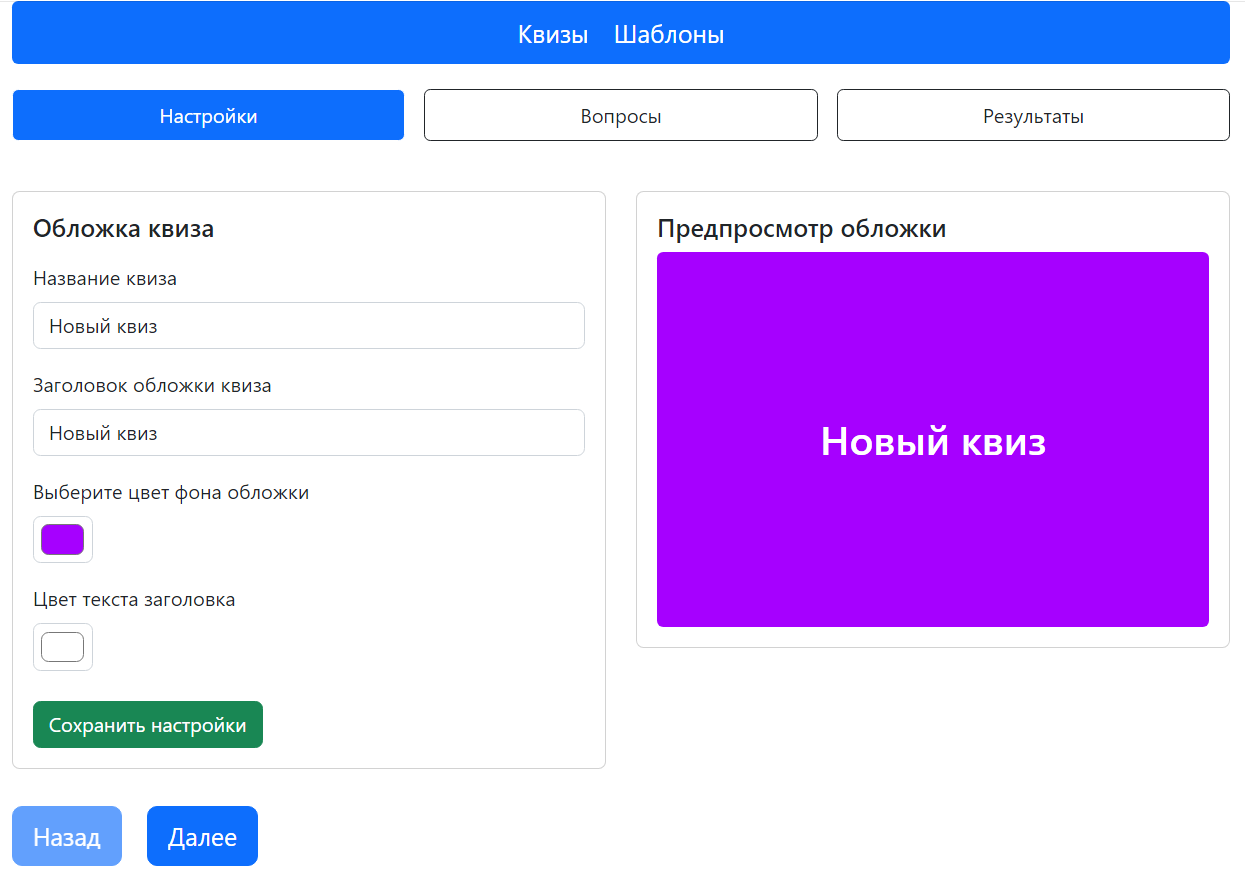 Квизы Шаблоны
Настройки Вопросы Результаты
Обложка квиза
Название квиза
Новый квиз
Заголовок обложки квиза
Новый квиз
Выберите цвет фона обложки
Цвет текста заголовка
Сохранить настройки
Предпросмотр обложки
Новый квиз
Назад Далее